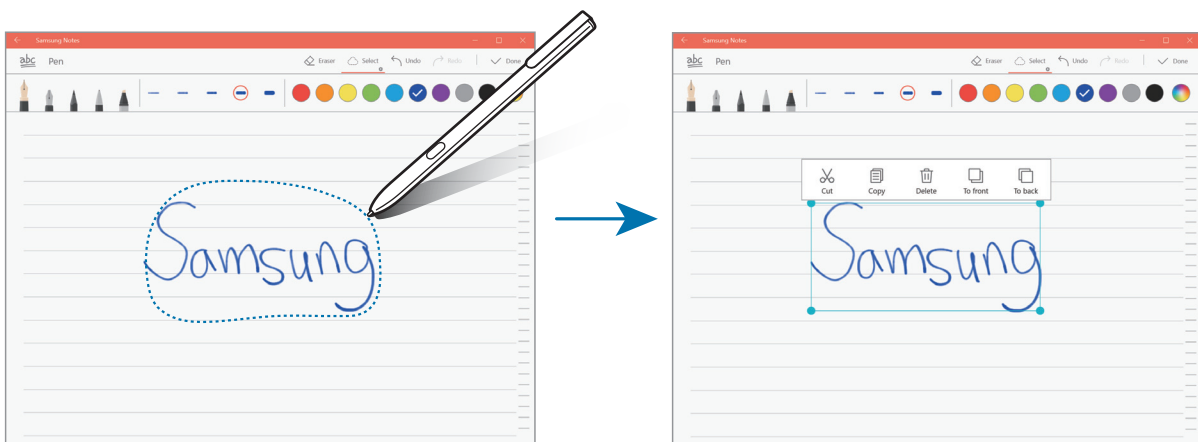 Samsung Notes
abc Pen Eraser Select Undo Redo Done
Samsung
Samsung Notes
abc Pen Eraser Select Undo Redo Done
Cut Copy Delete To front To back
Samsung